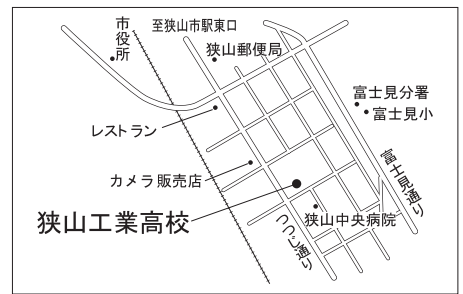 市役所
至狭山市駅東口
狭山郵便局
富士見分署
富士見小
レストラン
カメラ販売店
富士見通り
狭山工業高校
狭山中央病院
つつじ通り